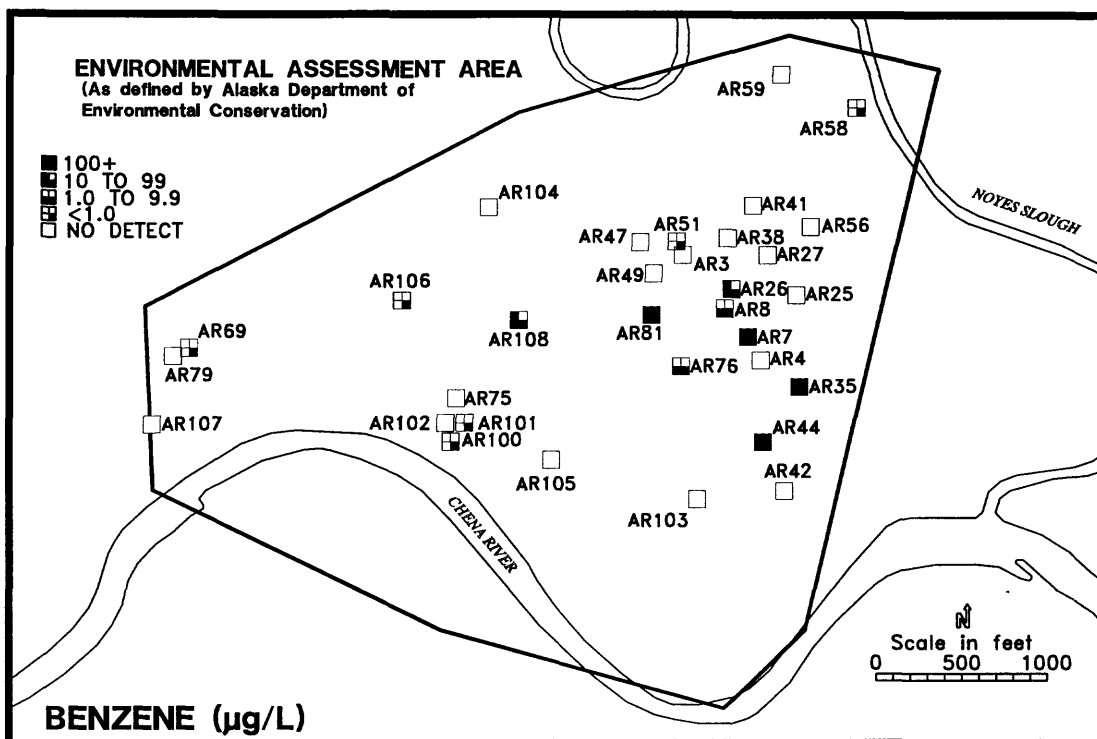 ENVIRONMENTAL ASSESSMENT AREA
(As defined by Alaska Department of
Environmental Conservation)
100+
10 TO 99
1.0 TO 9.9
<1.0
NO DETECT
AR59
AR58
AR104
AR41
NOYES SLOUGH
AR51
AR56
AR47
AR38
AR3
AR27
AR49
AR106
AR26
AR25
AR8
AR108
AR81
AR7
AR69
AR79
AR76
AR4
AR35
AR75
AR107
AR102
AR101
AR44
AR100
AR105
AR42
AR103
CHENA RIVER
N
Scale in feet
0 500 1000
BENZENE (µg/L)